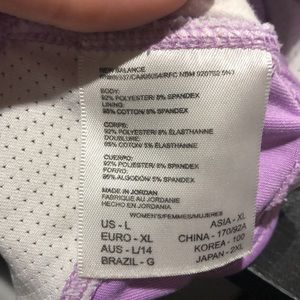 NEW BALANCE
BODY:
92% POLYESTER/ 8% SPANDEX
LINING:
95% COTTON/ 5% SPANDEX
CORPS:
92% POLYESTER/ 8% ÉLASTHANNE
DOUBLURE:
95% COTON/ 5% ÉLASTHANNE
CUERPO:
92% POLIESTER/ 8% SPANDEX
FORRO:
95% ALGODÓN/ 5% SPANDEX
MADE IN JORDAN
FABRIQUÉ AU JORDANIE
HECHO EN JORDANIA
WOMEN'S/FEMMES/MUJERES
US - L ASIA - XL
EURO - XL CHINA - 170/92A
AUS - L/14 KOREA - 100
BRAZIL - G JAPAN - 2XL